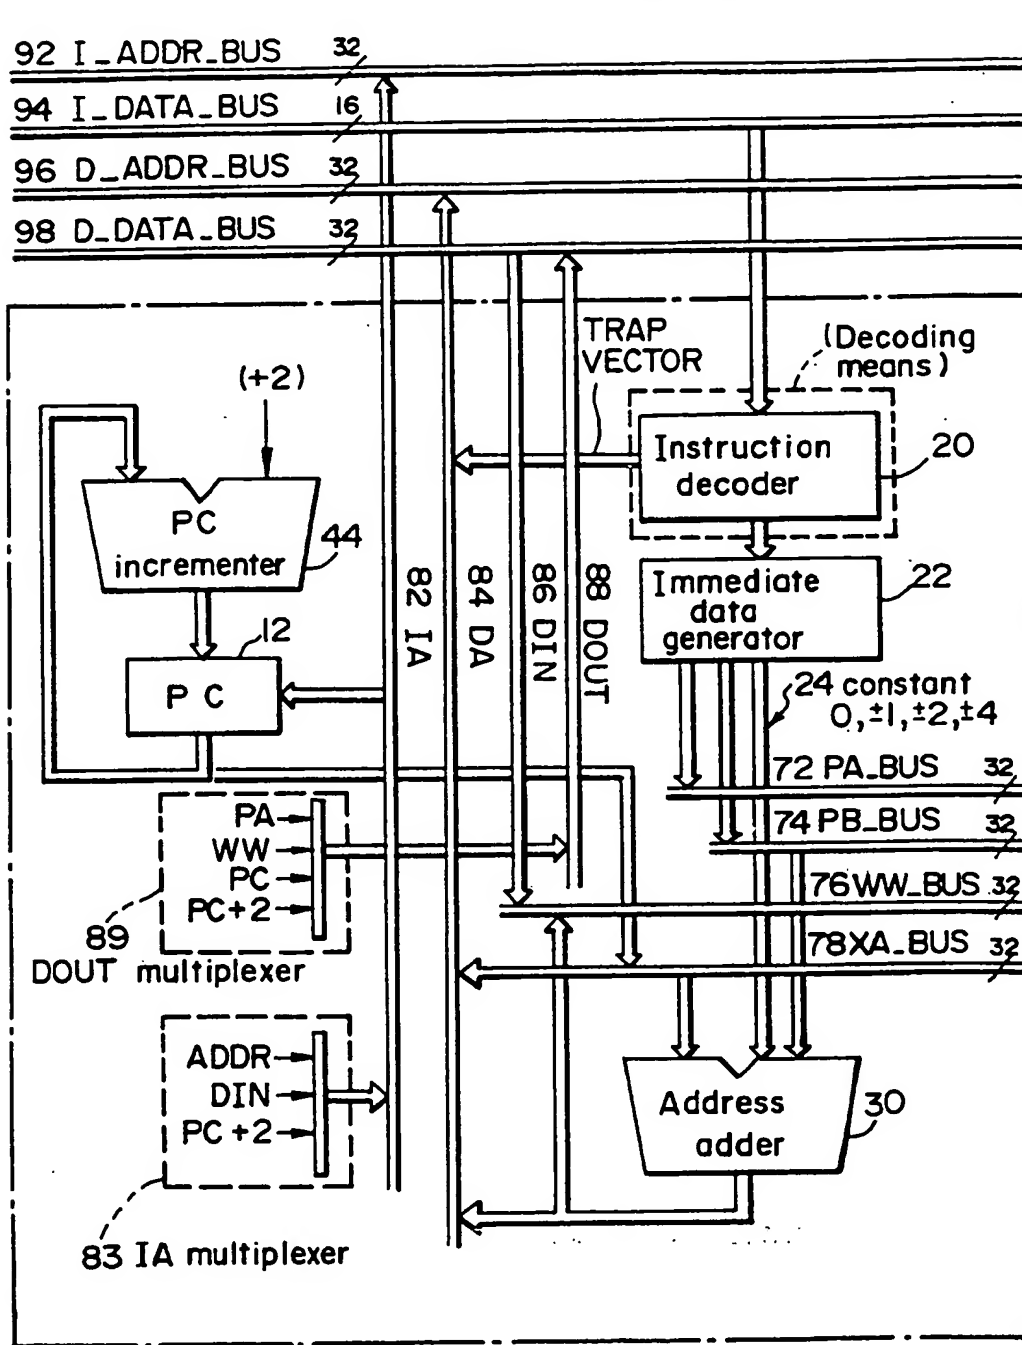 92 I_ADDR_BUS 32
94 I_DATA_BUS 16
96 D_ADDR_BUS 32
98 D_DATA_BUS 32
TRAP
VECTOR
(Decoding
means)
(+2)
Instruction
decoder
20
PC
incrementer
44
82 IA
84 DA
86 DIN
88 DOUT
Immediate
data
generator
22
12
PC
24 constant
0,±1,±2,±4
72 PA_BUS 32
74 PB_BUS 32
76 WW_BUS 32
78 XA_BUS 32
PA
WW
PC
PC+2
89
DOUT multiplexer
ADDR
DIN
PC+2
83 IA multiplexer
Address
adder
30